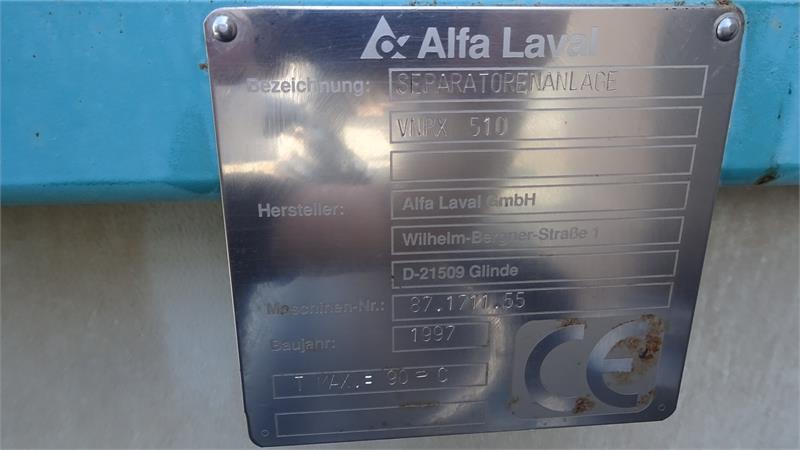 Alfa Laval
Bezeichnung: SEPARATORENANLAGE
VNPX 510
Hersteller: Alfa Laval GmbH
Wilhelm-Bergner-Straße 1
D-21509 Glinde
Maschinen-Nr.: 87.1711.55
Baujahr: 1997
T MAX.= 90 - C
CE